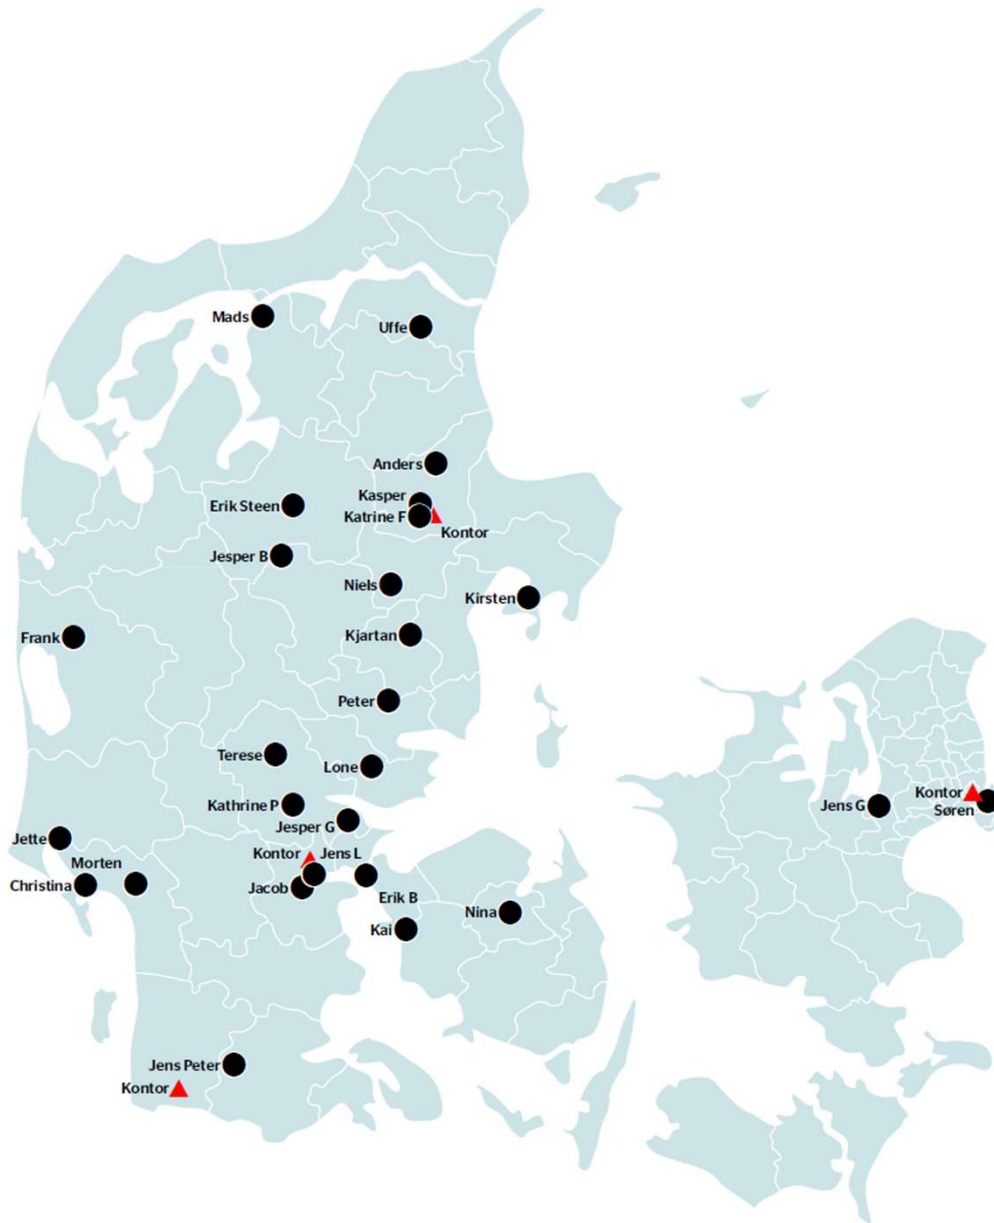 Mads
Uffe
Anders
Kasper
Erik Steen
Katrine F
Kontor
Jesper B
Niels
Kirsten
Frank
Kjartan
Peter
Terese
Lone
Kontor
Kathrine P
Jens G
Søren
Jesper G
Jette
Kontor
Jens L
Morten
Christina
Jacob
Erik B
Nina
Kai
Jens Peter
Kontor